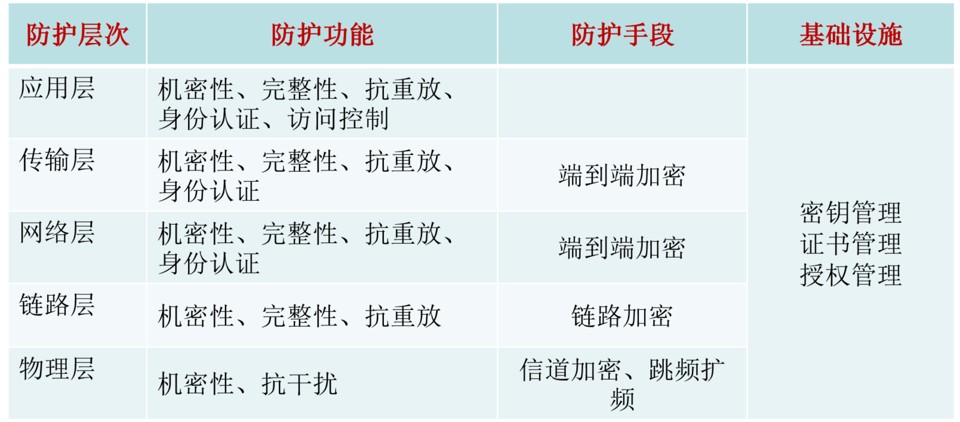 防护层次 防护功能 防护手段 基础设施
应用层 机密性、完整性、抗重放、
身份认证、访问控制
传输层 机密性、完整性、抗重放、
身份认证 端到端加密
网络层 机密性、完整性、抗重放、
身份认证 端到端加密
链路层 机密性、完整性、抗重放 链路加密
物理层 机密性、抗干扰 信道加密、跳频扩
频
密钥管理
证书管理
授权管理